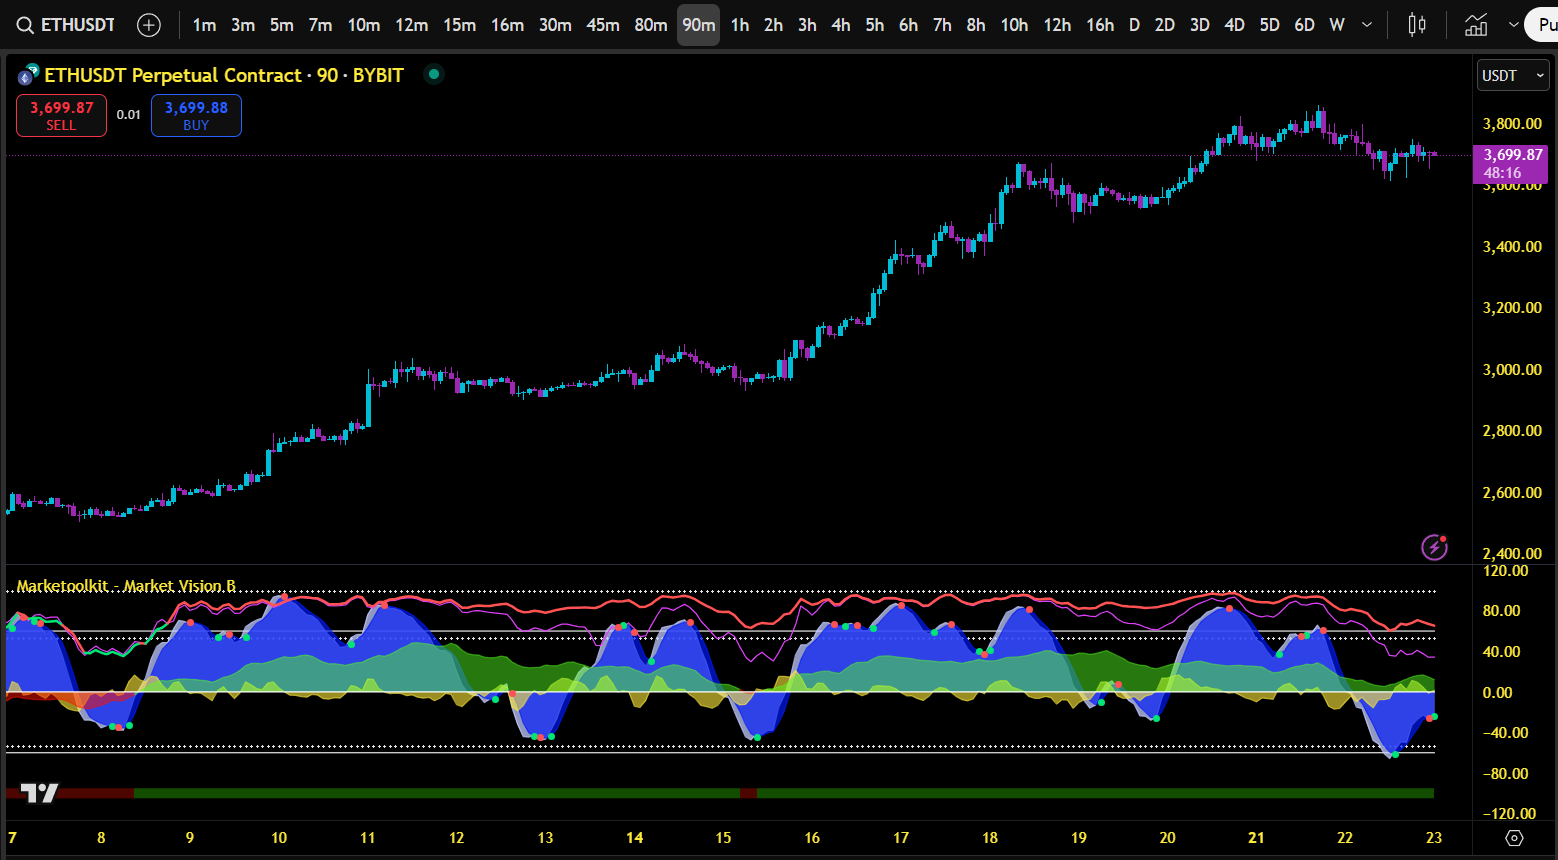 ETHUSDT 1m 3m 5m 7m 10m 12m 15m 16m 30m 45m 80m 90m 1h 2h 3h 4h 5h 6h 7h 8h 10h 12h 16h D 2D 3D 4D 5D 6D W Pu
ETHUSDT Perpetual Contract · 90 · BYBIT
USDT
3,699.87 0.01 3,699.88
SELL BUY
3,800.00
3,699.87
48:16
3,600.00
3,400.00
3,200.00
3,000.00
2,800.00
2,600.00
2,400.00
Marketoolkit - Market Vision B
120.00
80.00
40.00
0.00
−40.00
−80.00
−120.00
7 8 9 10 11 12 13 14 15 16 17 18 19 20 21 22 23